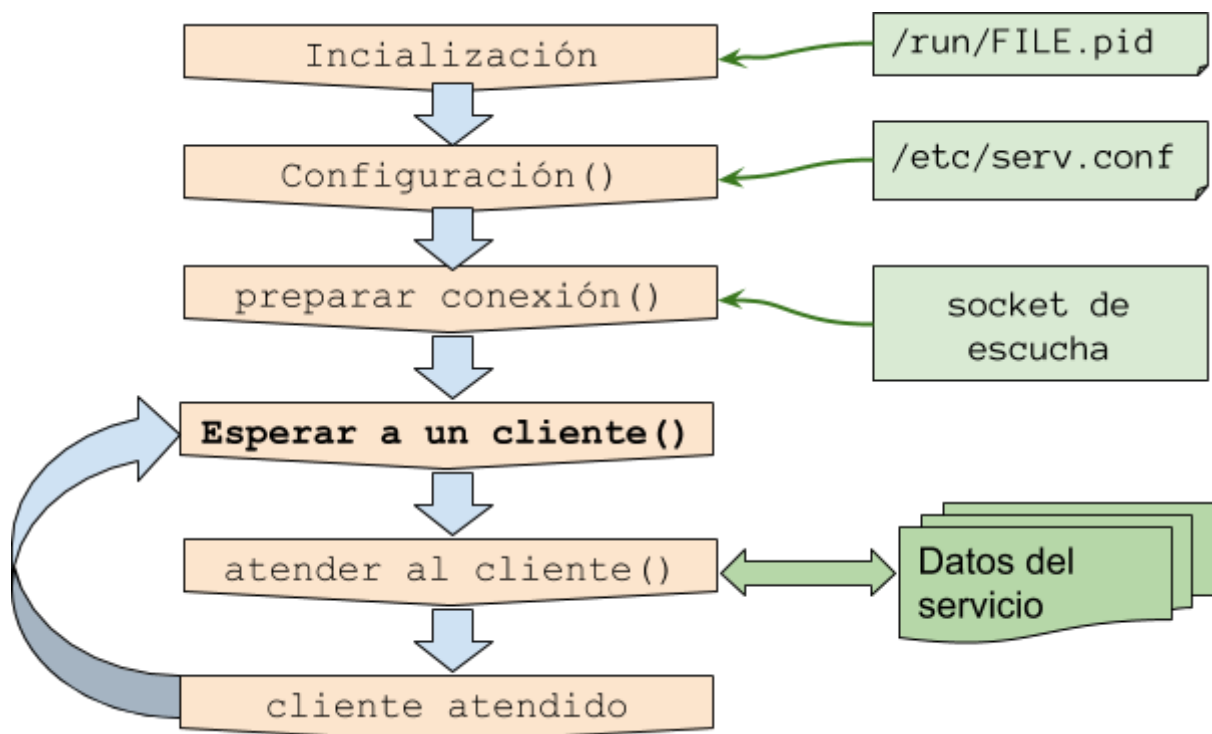 Incialización
/run/FILE.pid
Configuración()
/etc/serv.conf
preparar conexión()
socket de
escucha
Esperar a un cliente()
atender al cliente()
Datos del
servicio
cliente atendido